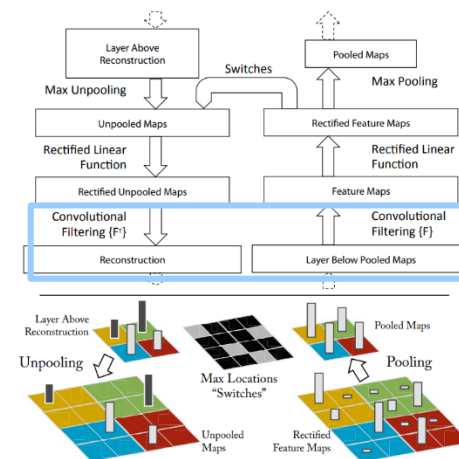 Layer Above
Reconstruction
Pooled Maps
Switches
Max Unpooling
Max Pooling
Unpooled Maps
Rectified Feature Maps
Rectified Linear
Function
Rectified Linear
Function
Rectified Unpooled Maps
Feature Maps
Convolutional
Filtering {Fᵀ}
Convolutional
Filtering {F}
Reconstruction
Layer Below Pooled Maps
Layer Above
Reconstruction
Pooled Maps
Unpooling
Max Locations
"Switches"
Pooling
Unpooled
Maps
Rectified
Feature Maps